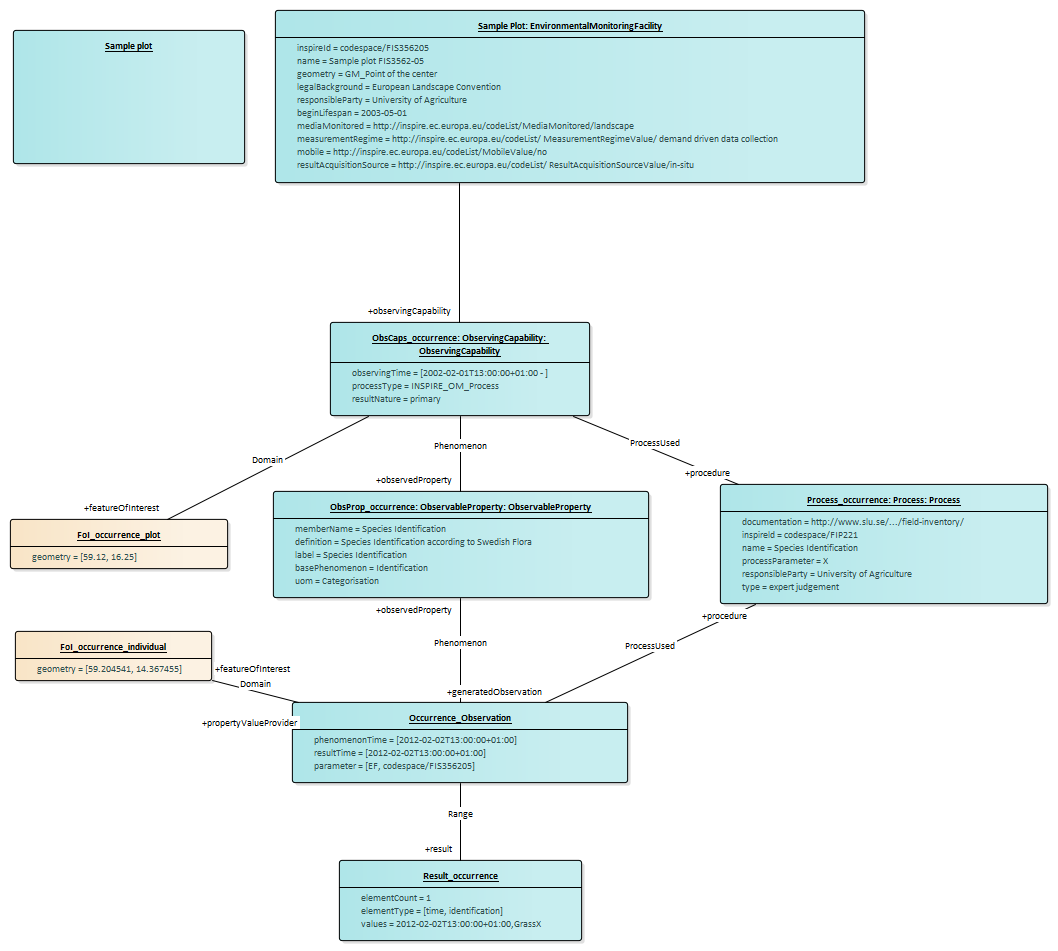 Sample plot
Sample Plot: EnvironmentalMonitoringFacility
inspireId = codespace/FIS356205
name = Sample plot FIS3562-05
geometry = GM_Point of the center
legalBackground = European Landscape Convention
responsibleParty = University of Agriculture
beginLifespan = 2003-05-01
mediaMonitored = http://inspire.ec.europa.eu/codeList/MediaMonitored/landscape
measurementRegime = http://inspire.ec.europa.eu/codeList/ MeasurementRegimeValue/ demand driven data collection
mobile = http://inspire.ec.europa.eu/codeList/MobileValue/no
resultAcquisitionSource = http://inspire.ec.europa.eu/codeList/ ResultAcquisitionSourceValue/in-situ
+observingCapability
ObsCaps_occurrence: ObservingCapability:
ObservingCapability
observingTime = [2002-02-01T13:00:00+01:00 - ]
processType = INSPIRE_OM_Process
resultNature = primary
Domain
Phenomenon
ProcessUsed
+featureOfInterest
+observedProperty
+procedure
FoI_occurrence_plot
geometry = [59.12, 16.25]
ObsProp_occurrence: ObservableProperty: ObservableProperty
memberName = Species Identification
definition = Species Identification according to Swedish Flora
label = Species Identification
basePhenomenon = Identification
uom = Categorisation
Process_occurrence: Process: Process
documentation = http://www.slu.se/.../field-inventory/
inspireId = codespace/FIP221
name = Species Identification
processParameter = X
responsibleParty = University of Agriculture
type = expert judgement
+observedProperty
+procedure
Phenomenon
ProcessUsed
FoI_occurrence_individual
geometry = [59.204541, 14.367455]
+featureOfInterest
Domain
+generatedObservation
+propertyValueProvider
Occurrence_Observation
phenomenonTime = [2012-02-02T13:00:00+01:00]
resultTime = [2012-02-02T13:00:00+01:00]
parameter = [EF, codespace/FIS356205]
Range
+result
Result_occurrence
elementCount = 1
elementType = [time, identification]
values = 2012-02-02T13:00:00+01:00,GrassX